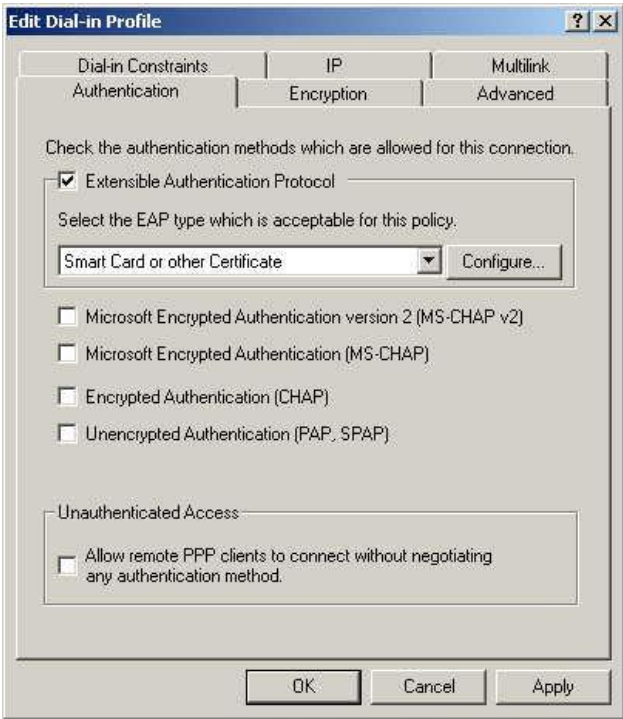 Edit Dial-in Profile
Dial-in Constraints IP Multilink
Authentication Encryption Advanced
Check the authentication methods which are allowed for this connection.
Extensible Authentication Protocol
Select the EAP type which is acceptable for this policy.
Smart Card or other Certificate Configure...
Microsoft Encrypted Authentication version 2 (MS-CHAP v2)
Microsoft Encrypted Authentication (MS-CHAP)
Encrypted Authentication (CHAP)
Unencrypted Authentication (PAP, SPAP)
Unauthenticated Access
Allow remote PPP clients to connect without negotiating
any authentication method.
OK Cancel Apply